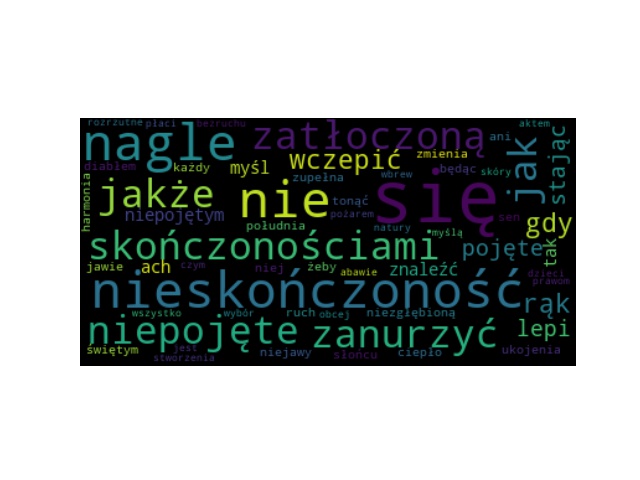 rozrzutne płaci bezruchu aktem
nagle zatłoczoną ani jak stając
diabłem każdy myśl wczepić zmienia
zupełna wbrew będąc skóry
harmonia jakże nie się
niepojętym tonąć pożarem sen gdy
południa natury myślą
skończonościami pojęte tak
jawie ach czym niej żeby abawie znaleźć dzieci
nieskończoność prawom
rąk
wszystko wybór ruch obcej niezgłębioną
niepojęte zanurzyć lepi
świętym jest stworzenia niejawy słońcu ciepło ukojenia